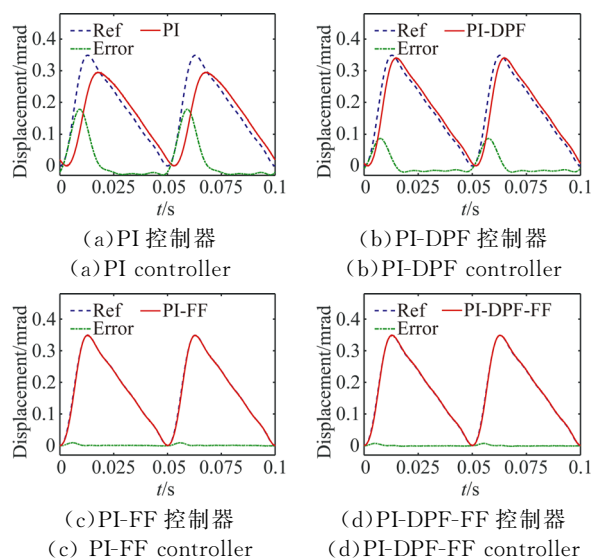 Ref PI
Error
Displacement/mrad
0.4
0.3
0.2
0.1
0
0 0.025 0.05 0.075 0.1
t/s
(a)PI 控制器
(a)PI controller
Ref PI-DPF
Error
Displacement/mrad
0.4
0.3
0.2
0.1
0
0 0.025 0.05 0.075 0.1
t/s
(b)PI-DPF 控制器
(b)PI-DPF controller
Ref PI-FF
Error
Displacement/mrad
0.4
0.3
0.2
0.1
0
0 0.025 0.05 0.075 0.1
t/s
(c)PI-FF 控制器
(c) PI-FF controller
Ref PI-DPF-FF
Error
Displacement/mrad
0.4
0.3
0.2
0.1
0
0 0.025 0.05 0.075 0.1
t/s
(d)PI-DPF-FF 控制器
(d)PI-DPF-FF controller